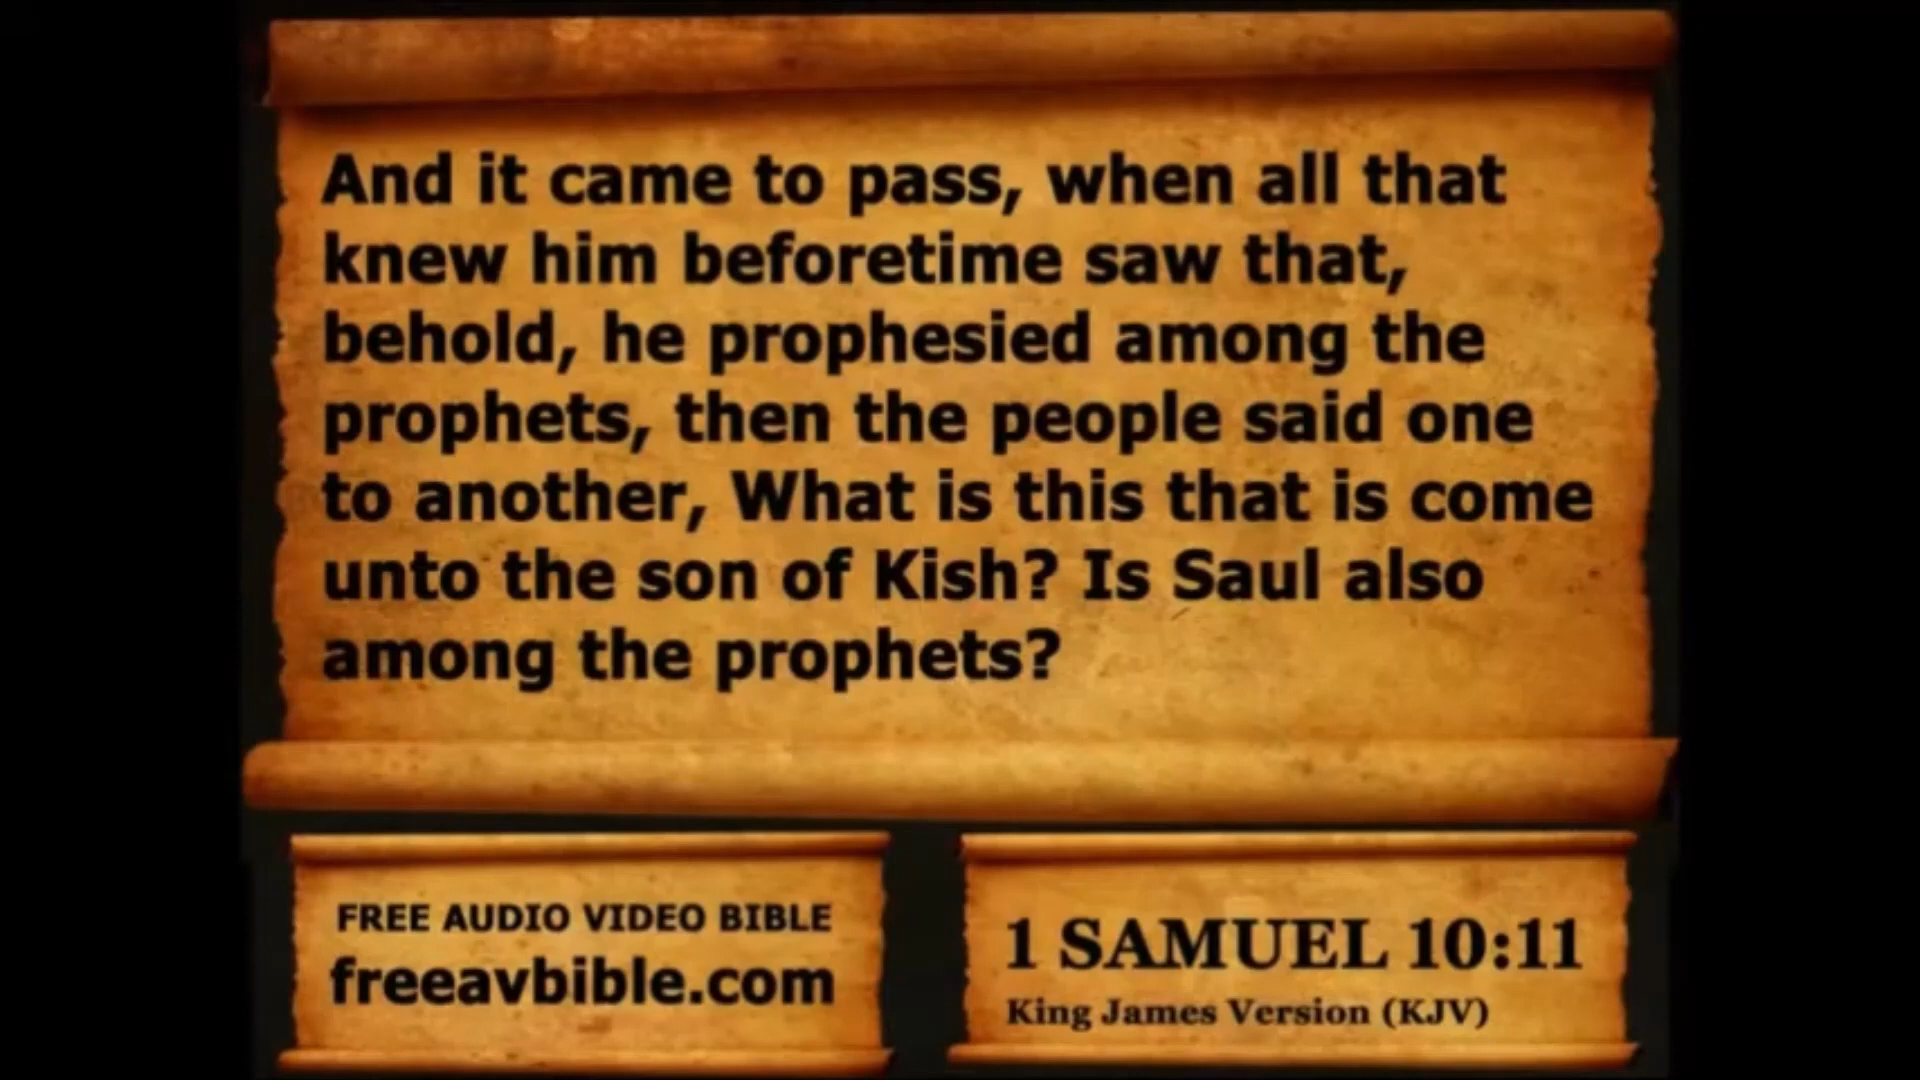 And it came to pass, when all that
knew him beforetime saw that,
behold, he prophesied among the
prophets, then the people said one
to another, What is this that is come
unto the son of Kish? Is Saul also
among the prophets?
FREE AUDIO VIDEO BIBLE
freeavbible.com
1 SAMUEL 10:11
King James Version (KJV)